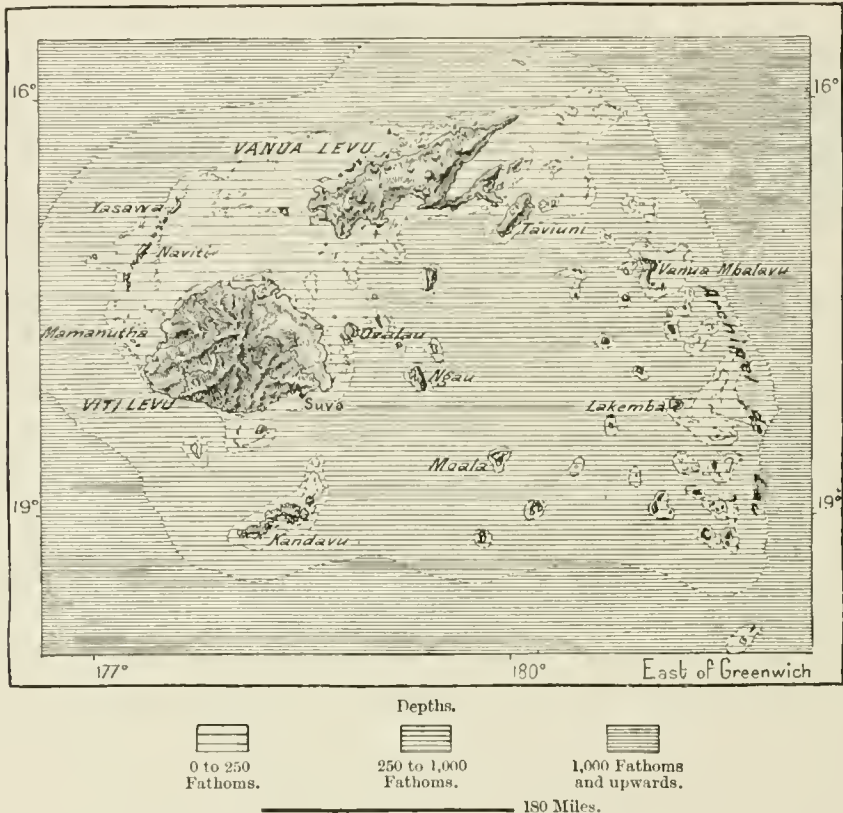 16°
16°
VANUA LEVU
Yasawa
Taviuni
Naviti
Vanua Mbalavu
Mamanutha
Ovalau
Archipelago
Ngau
VITI LEVU
Suva
Lakemba
Moala
19°
19°
Kandavu
177°
180°
East of Greenwich
Depths.
0 to 250
Fathoms.
250 to 1,000
Fathoms.
1,000 Fathoms
and upwards.
180 Miles.